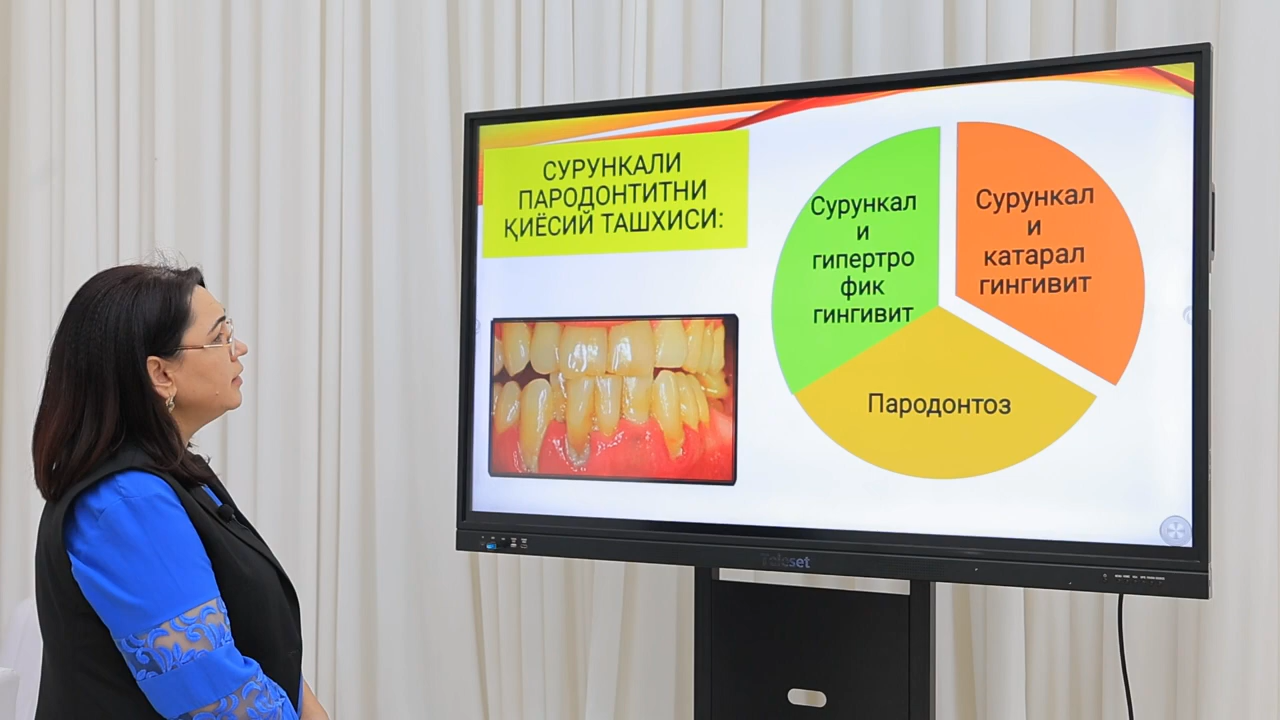 СУРУНКАЛИ
ПАРОДОНТИТНИ
ҚИЁСИЙ ТАШХИСИ:
Сурункал
и
гипертро
фик
гингивит
Сурункал
и
катарал
гингивит
Пародонтоз
Teleset